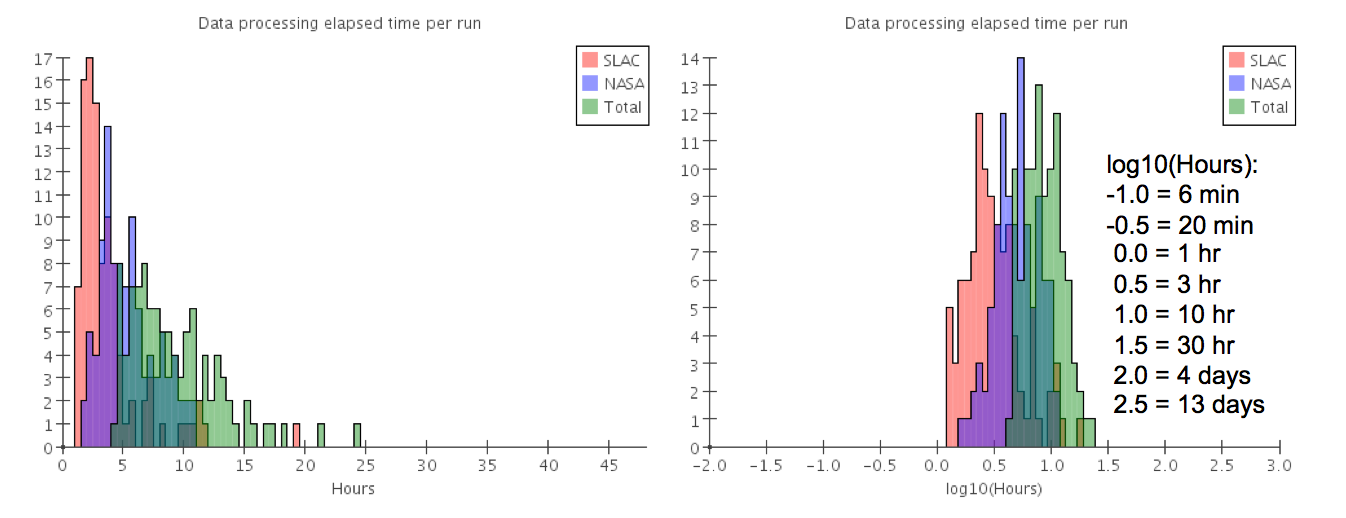 Data processing elapsed time per run
17
16
15
14
13
12
11
10
9
8
7
6
5
4
3
2
1
0
0 5 10 15 20 25 30 35 40 45
Hours
SLAC
NASA
Total
Data processing elapsed time per run
14
13
12
11
10
9
8
7
6
5
4
3
2
1
0
-2.0 -1.5 -1.0 -0.5 0.0 0.5 1.0 1.5 2.0 2.5 3.0
log10(Hours)
SLAC
NASA
Total
log10(Hours):
-1.0 = 6 min
-0.5 = 20 min
0.0 = 1 hr
0.5 = 3 hr
1.0 = 10 hr
1.5 = 30 hr
2.0 = 4 days
2.5 = 13 days